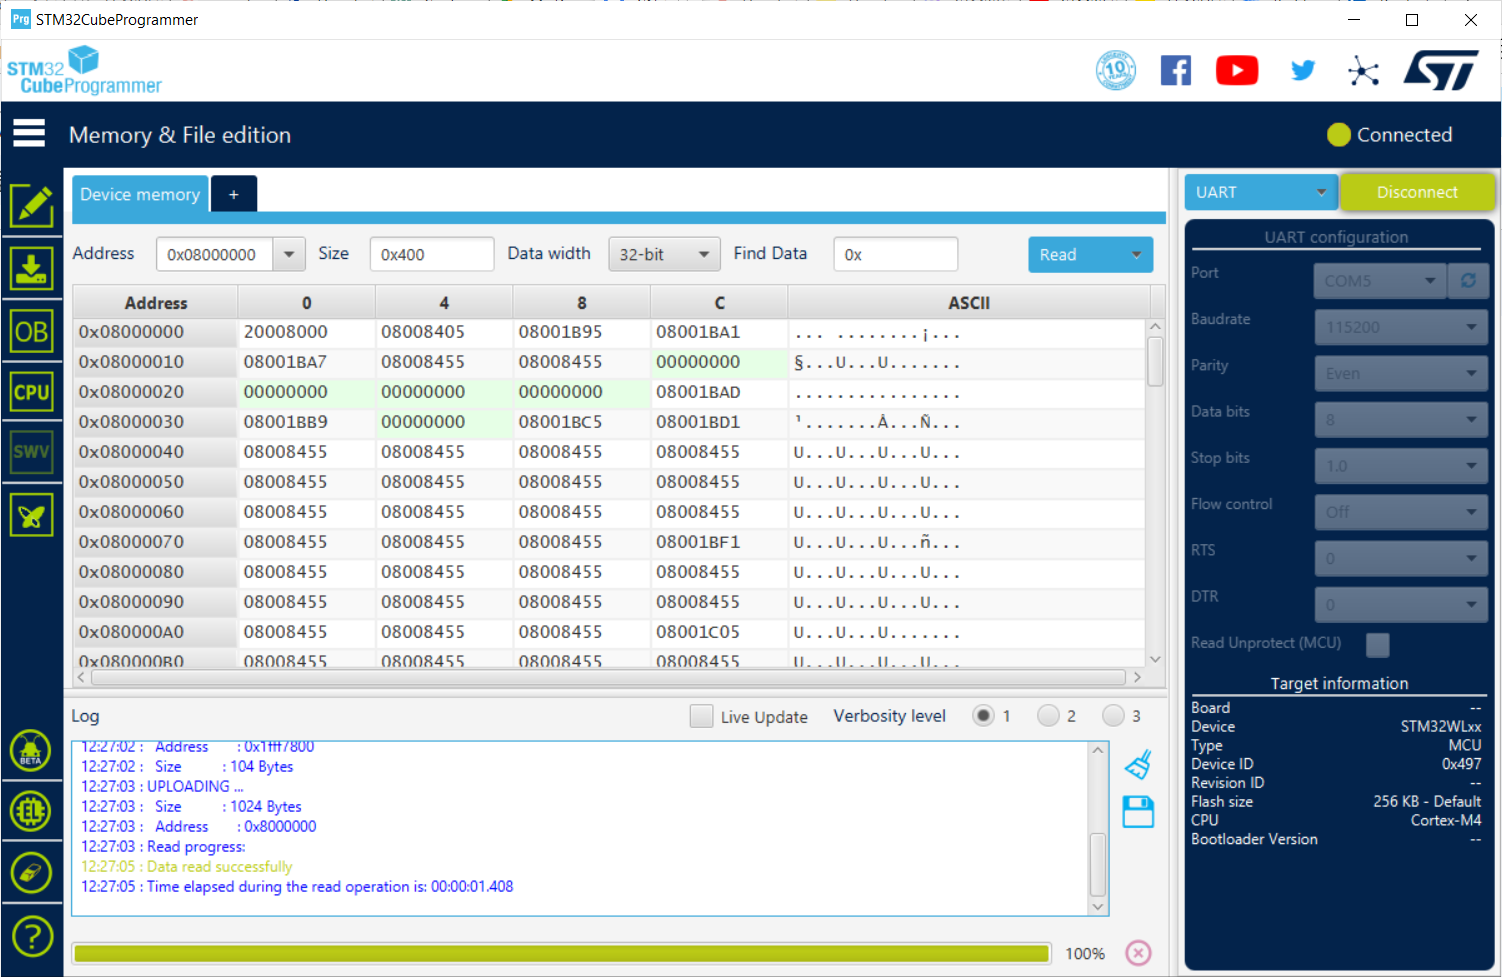 Prg STM32CubeProgrammer
STM32
CubeProgrammer
10 YEARS
ST
Memory & File edition
Connected
Device memory +
UART Disconnect
Address 0x08000000 Size 0x400 Data width 32-bit Find Data 0x Read
Address 0 4 8 C ASCII
0x08000000 20008000 08008405 08001B95 08001BA1 ... ........¡...
0x08000010 08001BA7 08008455 08008455 00000000 §...U...U.......
0x08000020 00000000 00000000 00000000 08001BAD ................
0x08000030 08001BB9 00000000 08001BC5 08001BD1 ¹.......Å...Ñ...
0x08000040 08008455 08008455 08008455 08008455 U...U...U...U...
0x08000050 08008455 08008455 08008455 08008455 U...U...U...U...
0x08000060 08008455 08008455 08008455 08008455 U...U...U...U...
0x08000070 08008455 08008455 08008455 08001BF1 U...U...U...ñ...
0x08000080 08008455 08008455 08008455 08008455 U...U...U...U...
0x08000090 08008455 08008455 08008455 08008455 U...U...U...U...
0x080000A0 08008455 08008455 08008455 08001C05 U...U...U.......
0x080000B0 08008455 08008455 08008455 08008455 U...U...U...U...
OB
CPU
SWV
BETA
?
Log Live Update Verbosity level 1 2 3
12:27:02 : Address : 0x1fff7800
12:27:02 : Size : 104 Bytes
12:27:03 : UPLOADING ...
12:27:03 : Size : 1024 Bytes
12:27:03 : Address : 0x8000000
12:27:03 : Read progress:
12:27:05 : Data read successfully
12:27:05 : Time elapsed during the read operation is: 00:00:01.408
100%
UART configuration
Port COM5
Baudrate 115200
Parity Even
Data bits 8
Stop bits 1.0
Flow control Off
RTS 0
DTR 0
Read Unprotect (MCU)
Target information
Board --
Device STM32WLxx
Type MCU
Device ID 0x497
Revision ID --
Flash size 256 KB - Default
CPU Cortex-M4
Bootloader Version --